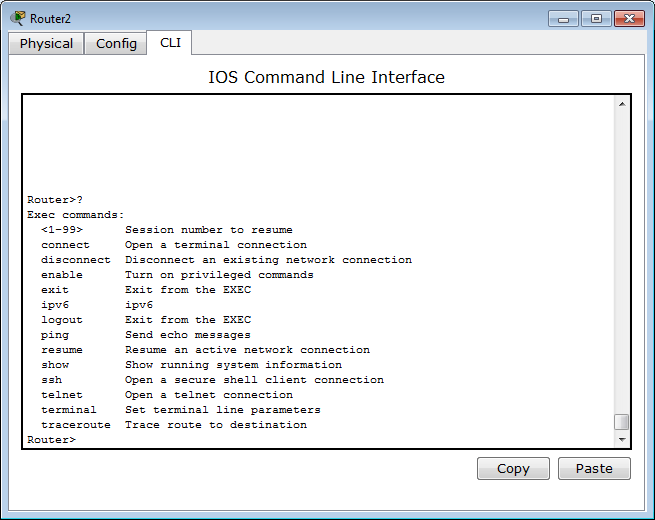 Router2
Physical Config CLI
IOS Command Line Interface
Router>?
Exec commands:
  <1-99>      Session number to resume
  connect     Open a terminal connection
  disconnect  Disconnect an existing network connection
  enable      Turn on privileged commands
  exit        Exit from the EXEC
  ipv6        ipv6
  logout      Exit from the EXEC
  ping        Send echo messages
  resume      Resume an active network connection
  show        Show running system information
  ssh         Open a secure shell client connection
  telnet      Open a telnet connection
  terminal    Set terminal line parameters
  traceroute  Trace route to destination
Router>
Copy Paste